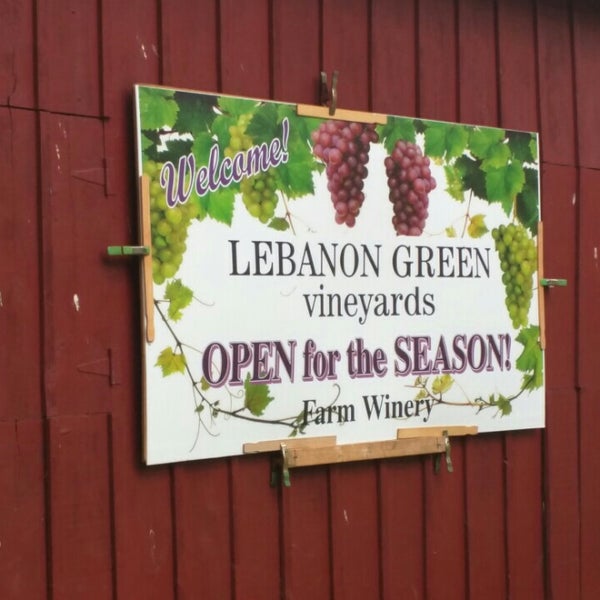 Welcome!
LEBANON GREEN
vineyards
OPEN for the SEASON!
Farm Winery